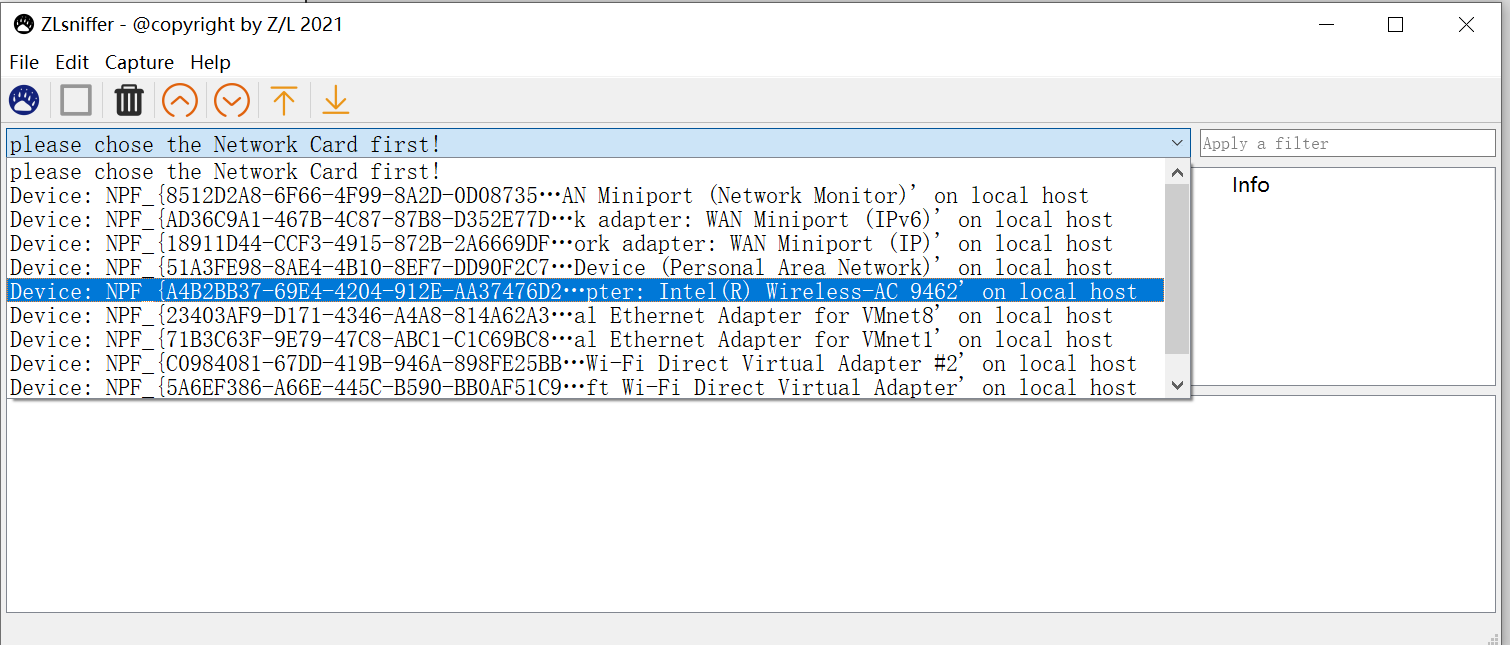 ZLsniffer - @copyright by Z/L 2021
File Edit Capture Help
please chose the Network Card first!
Apply a filter
please chose the Network Card first!
Info
Device: NPF_{8512D2A8-6F66-4F99-8A2D-0D08735···AN Miniport (Network Monitor)' on local host
Device: NPF_{AD36C9A1-467B-4C87-87B8-D352E77D···k adapter: WAN Miniport (IPv6)' on local host
Device: NPF_{18911D44-CCF3-4915-872B-2A6669DF···ork adapter: WAN Miniport (IP)' on local host
Device: NPF_{51A3FE98-8AE4-4B10-8EF7-DD90F2C7···Device (Personal Area Network)' on local host
Device: NPF_{A4B2BB37-69E4-4204-912E-AA37476D2···pter: Intel(R) Wireless-AC 9462' on local host
Device: NPF_{23403AF9-D171-4346-A4A8-814A62A3···al Ethernet Adapter for VMnet8' on local host
Device: NPF_{71B3C63F-9E79-47C8-ABC1-C1C69BC8···al Ethernet Adapter for VMnet1' on local host
Device: NPF_{C0984081-67DD-419B-946A-898FE25BB···Wi-Fi Direct Virtual Adapter #2' on local host
Device: NPF_{5A6EF386-A66E-445C-B590-BB0AF51C9···ft Wi-Fi Direct Virtual Adapter' on local host